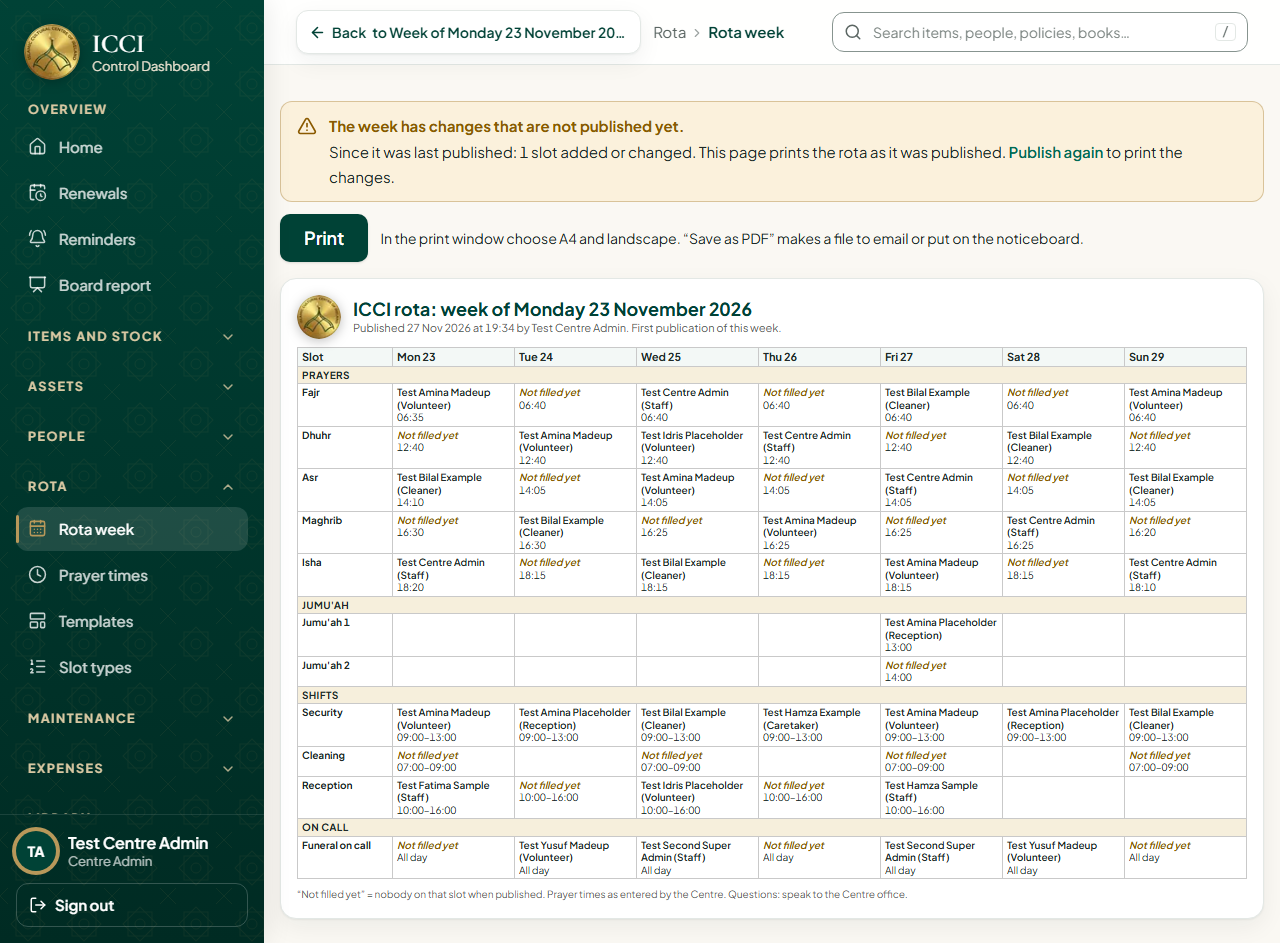 ICCI
Control Dashboard
OVERVIEW
Home
Renewals
Reminders
Board report
ITEMS AND STOCK
ASSETS
PEOPLE
ROTA
Rota week
Prayer times
Templates
Slot types
MAINTENANCE
EXPENSES
TA
Test Centre Admin
Centre Admin
Sign out
Back to Week of Monday 23 November 20…
Rota › Rota week
Search items, people, policies, books… /
The week has changes that are not published yet.
Since it was last published: 1 slot added or changed. This page prints the rota as it was published. Publish again to print the
changes.
Print
In the print window choose A4 and landscape. “Save as PDF” makes a file to email or put on the noticeboard.
ICCI rota: week of Monday 23 November 2026
Published 27 Nov 2026 at 19:34 by Test Centre Admin. First publication of this week.
Slot Mon 23 Tue 24 Wed 25 Thu 26 Fri 27 Sat 28 Sun 29
PRAYERS
Fajr Test Amina Madeup Not filled yet Test Centre Admin Not filled yet Test Bilal Example Not filled yet Test Amina Madeup
(Volunteer) 06:40 (Staff) 06:40 (Cleaner) 06:40 (Volunteer)
06:35 06:40 06:40 06:40
Dhuhr Not filled yet Test Amina Madeup Test Idris Placeholder Test Centre Admin Not filled yet Test Bilal Example Not filled yet
12:40 (Volunteer) (Volunteer) (Staff) 12:40 (Cleaner) 12:40
12:40 12:40 12:40 12:40
Asr Test Bilal Example Not filled yet Test Amina Madeup Not filled yet Test Centre Admin Not filled yet Test Bilal Example
(Cleaner) 14:05 (Volunteer) 14:05 (Staff) 14:05 (Cleaner)
14:10 14:05 14:05 14:05
Maghrib Not filled yet Test Bilal Example Not filled yet Test Amina Madeup Not filled yet Test Centre Admin Not filled yet
16:30 (Cleaner) 16:25 (Volunteer) 16:25 (Staff) 16:20
16:30 16:25 16:25
Isha Test Centre Admin Not filled yet Test Bilal Example Not filled yet Test Amina Madeup Not filled yet Test Centre Admin
(Staff) 18:15 (Cleaner) 18:15 (Volunteer) 18:15 (Staff)
18:20 18:15 18:15 18:10
JUMU'AH
Jumu'ah 1 Test Amina Placeholder
(Reception)
13:00
Jumu'ah 2 Not filled yet
14:00
SHIFTS
Security Test Amina Madeup Test Amina Placeholder Test Bilal Example Test Hamza Example Test Amina Madeup Test Amina Placeholder Test Bilal Example
(Volunteer) (Reception) (Cleaner) (Caretaker) (Volunteer) (Reception) (Cleaner)
09:00–13:00 09:00–13:00 09:00–13:00 09:00–13:00 09:00–13:00 09:00–13:00 09:00–13:00
Cleaning Not filled yet Not filled yet Not filled yet Not filled yet
07:00–09:00 07:00–09:00 07:00–09:00 07:00–09:00
Reception Test Fatima Sample Not filled yet Test Idris Placeholder Not filled yet Test Hamza Sample
(Staff) 10:00–16:00 (Volunteer) 10:00–16:00 (Staff)
10:00–16:00 10:00–16:00 10:00–16:00
ON CALL
Funeral on call Not filled yet Test Yusuf Madeup Test Second Super Not filled yet Test Second Super Test Yusuf Madeup Not filled yet
All day (Volunteer) Admin (Staff) All day Admin (Staff) (Volunteer) All day
All day All day All day All day
“Not filled yet” = nobody on that slot when published. Prayer times as entered by the Centre. Questions: speak to the Centre office.